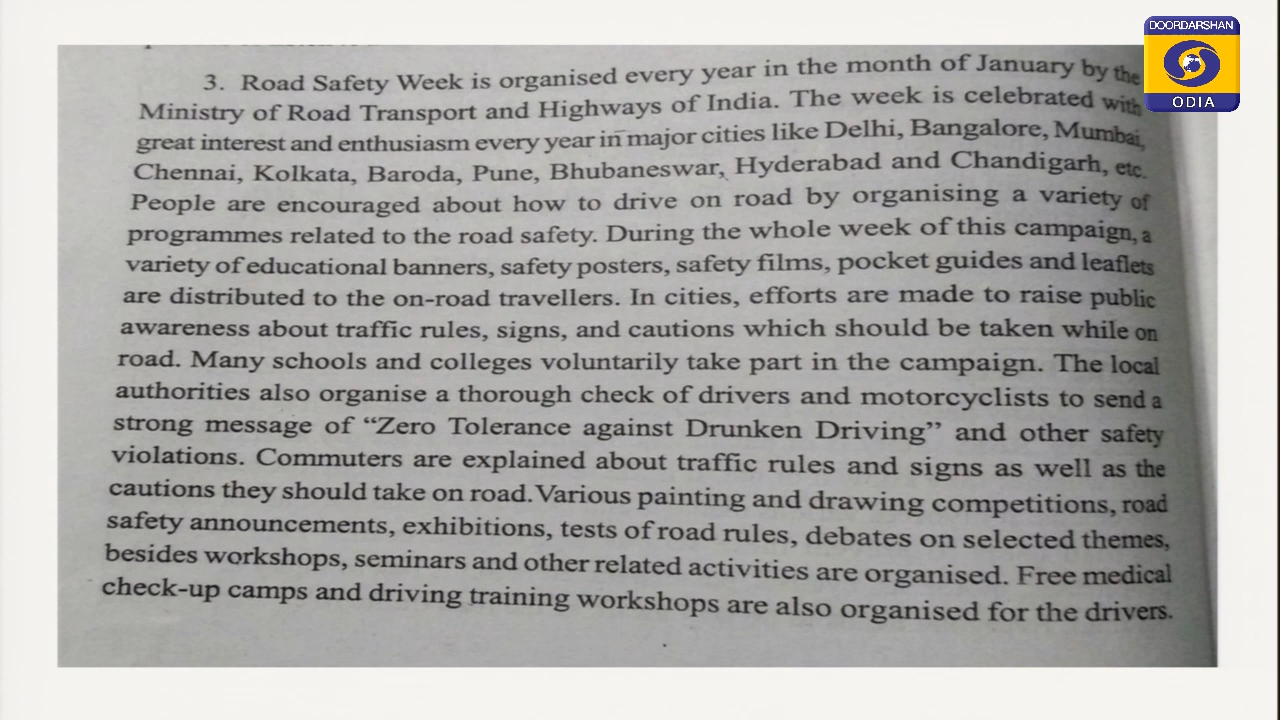 DOORDARSHAN
ODIA
3. Road Safety Week is organised every year in the month of January by the
Ministry of Road Transport and Highways of India. The week is celebrated with
great interest and enthusiasm every year in major cities like Delhi, Bangalore, Mumbai,
Chennai, Kolkata, Baroda, Pune, Bhubaneswar, Hyderabad and Chandigarh, etc.
People are encouraged about how to drive on road by organising a variety of
programmes related to the road safety. During the whole week of this campaign, a
variety of educational banners, safety posters, safety films, pocket guides and leaflets
are distributed to the on-road travellers. In cities, efforts are made to raise public
awareness about traffic rules, signs, and cautions which should be taken while on
road. Many schools and colleges voluntarily take part in the campaign. The local
authorities also organise a thorough check of drivers and motorcyclists to send a
strong message of “Zero Tolerance against Drunken Driving” and other safety
violations. Commuters are explained about traffic rules and signs as well as the
cautions they should take on road. Various painting and drawing competitions, road
safety announcements, exhibitions, tests of road rules, debates on selected themes,
besides workshops, seminars and other related activities are organised. Free medical
check-up camps and driving training workshops are also organised for the drivers.